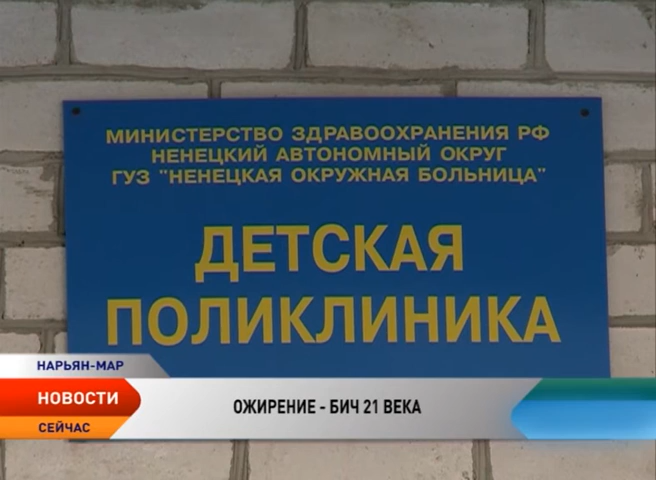 МИНИСТЕРСТВО ЗДРАВООХРАНЕНИЯ РФ
НЕНЕЦКИЙ АВТОНОМНЫЙ ОКРУГ
ГУЗ "НЕНЕЦКАЯ ОКРУЖНАЯ БОЛЬНИЦА"
ДЕТСКАЯ
ПОЛИКЛИНИКА
НАРЬЯН-МАР
НОВОСТИ
СЕЙЧАС
ОЖИРЕНИЕ - БИЧ 21 ВЕКА